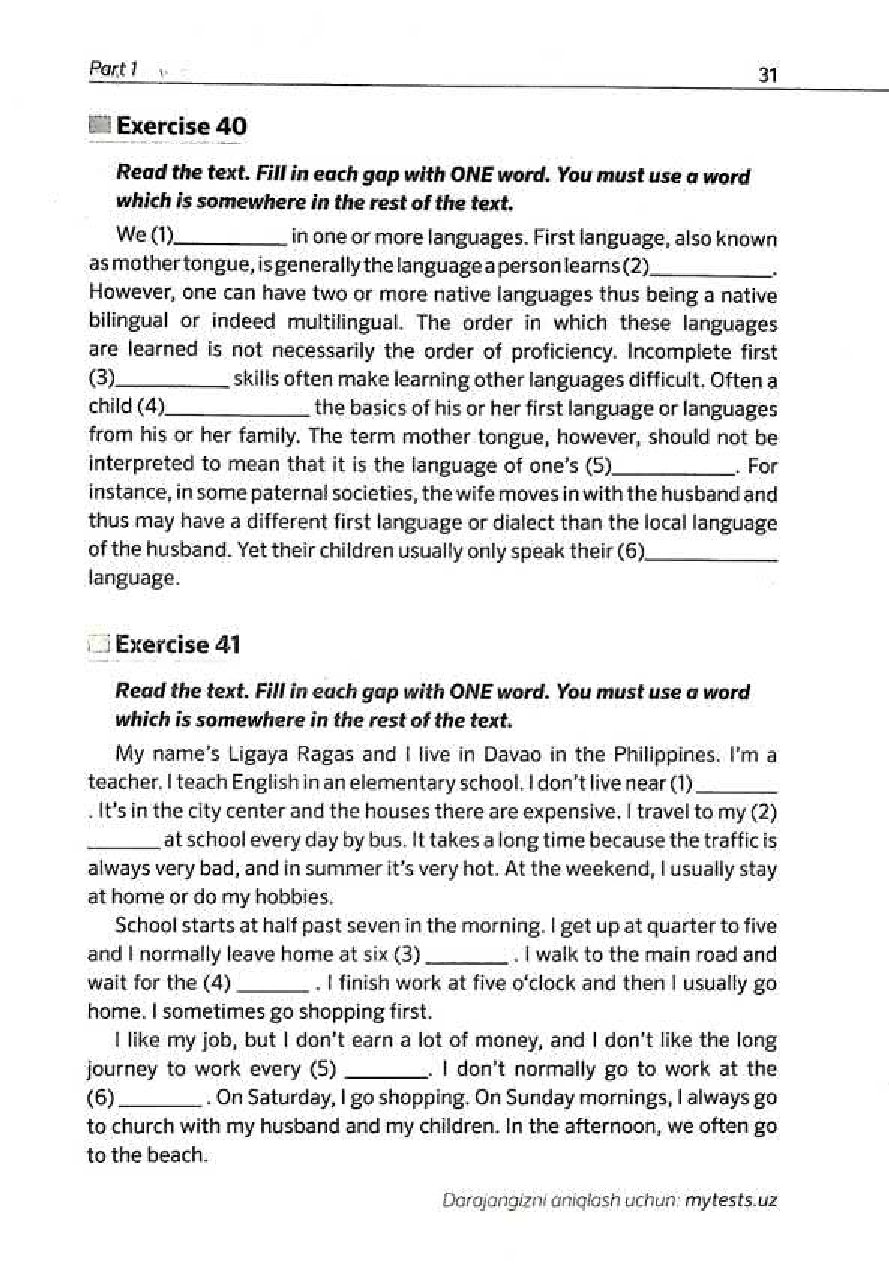 Part 1
31
Exercise 40
Read the text. Fill in each gap with ONE word. You must use a word
which is somewhere in the rest of the text.
We (1)__________ in one or more languages. First language, also known
as mother tongue, is generally the language a person learns (2)___________.
However, one can have two or more native languages thus being a native
bilingual or indeed multilingual. The order in which these languages
are learned is not necessarily the order of proficiency. Incomplete first
(3)__________ skills often make learning other languages difficult. Often a
child (4)_____________ the basics of his or her first language or languages
from his or her family. The term mother tongue, however, should not be
interpreted to mean that it is the language of one's (5)___________. For
instance, in some paternal societies, the wife moves in with the husband and
thus may have a different first language or dialect than the local language
of the husband. Yet their children usually only speak their (6)____________
language.
Exercise 41
Read the text. Fill in each gap with ONE word. You must use a word
which is somewhere in the rest of the text.
My name's Ligaya Ragas and I live in Davao in the Philippines. I'm a
teacher. I teach English in an elementary school. I don't live near (1) _______
. It's in the city center and the houses there are expensive. I travel to my (2)
_______ at school every day by bus. It takes a long time because the traffic is
always very bad, and in summer it's very hot. At the weekend, I usually stay
at home or do my hobbies.
School starts at half past seven in the morning. I get up at quarter to five
and I normally leave home at six (3) _______ . I walk to the main road and
wait for the (4) _______ . I finish work at five o‘clock and then I usually go
home. I sometimes go shopping first.
I like my job, but I don't earn a lot of money, and I don't like the long
journey to work every (5) _______. I don't normally go to work at the
(6) _______ . On Saturday, I go shopping. On Sunday mornings, I always go
to church with my husband and my children. In the afternoon, we often go
to the beach.
Darajangizni aniqlash uchun: mytests.uz